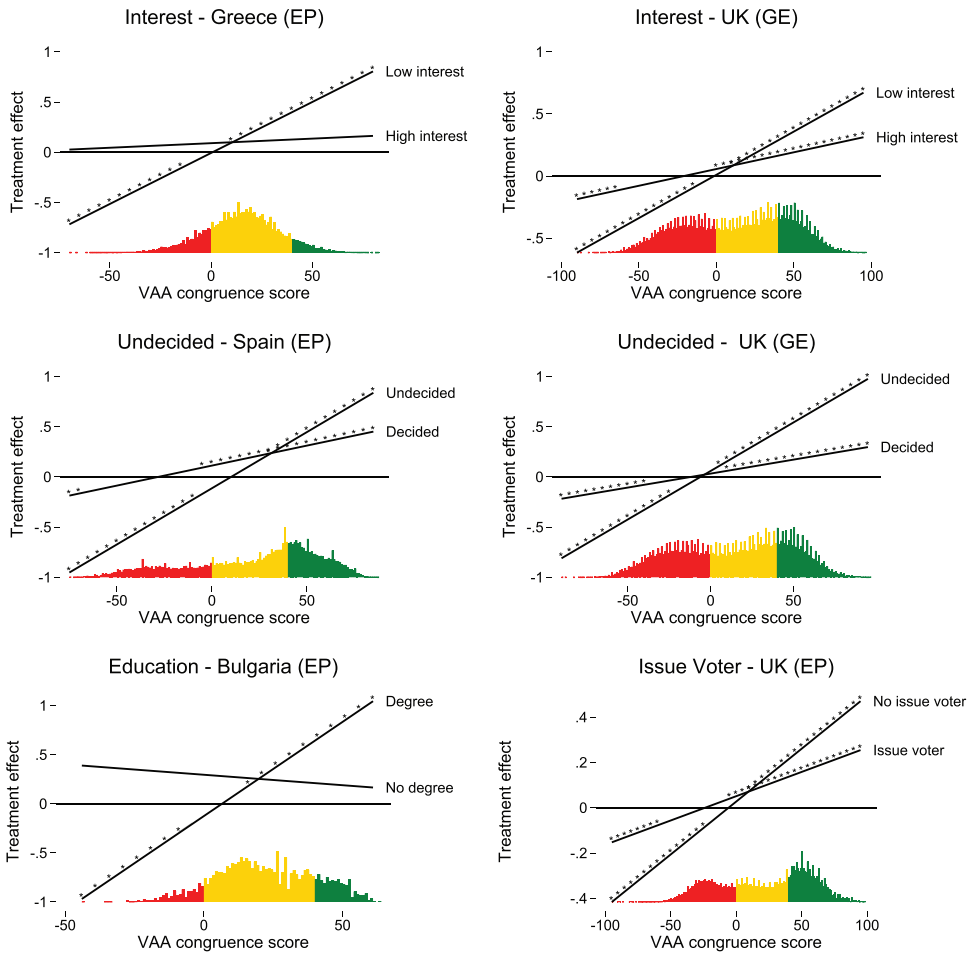 Interest - Greece (EP)
Treatment effect
1
.5
0
-.5
-1
Low interest
High interest
-50 0 50
VAA congruence score
Interest - UK (GE)
Treatment effect
1
.5
0
-.5
Low interest
High interest
-100 -50 0 50 100
VAA congruence score
Undecided - Spain (EP)
Treatment effect
1
.5
0
-.5
-1
Undecided
Decided
-50 0 50
VAA congruence score
Undecided - UK (GE)
Treatment effect
1
.5
0
-.5
-1
Undecided
Decided
-50 0 50
VAA congruence score
Education - Bulgaria (EP)
Treatment effect
1
.5
0
-.5
-1
Degree
No degree
-50 0 50
VAA congruence score
Issue Voter - UK (EP)
Treatment effect
.4
.2
0
-.2
-.4
No issue voter
Issue voter
-100 -50 0 50 100
VAA congruence score